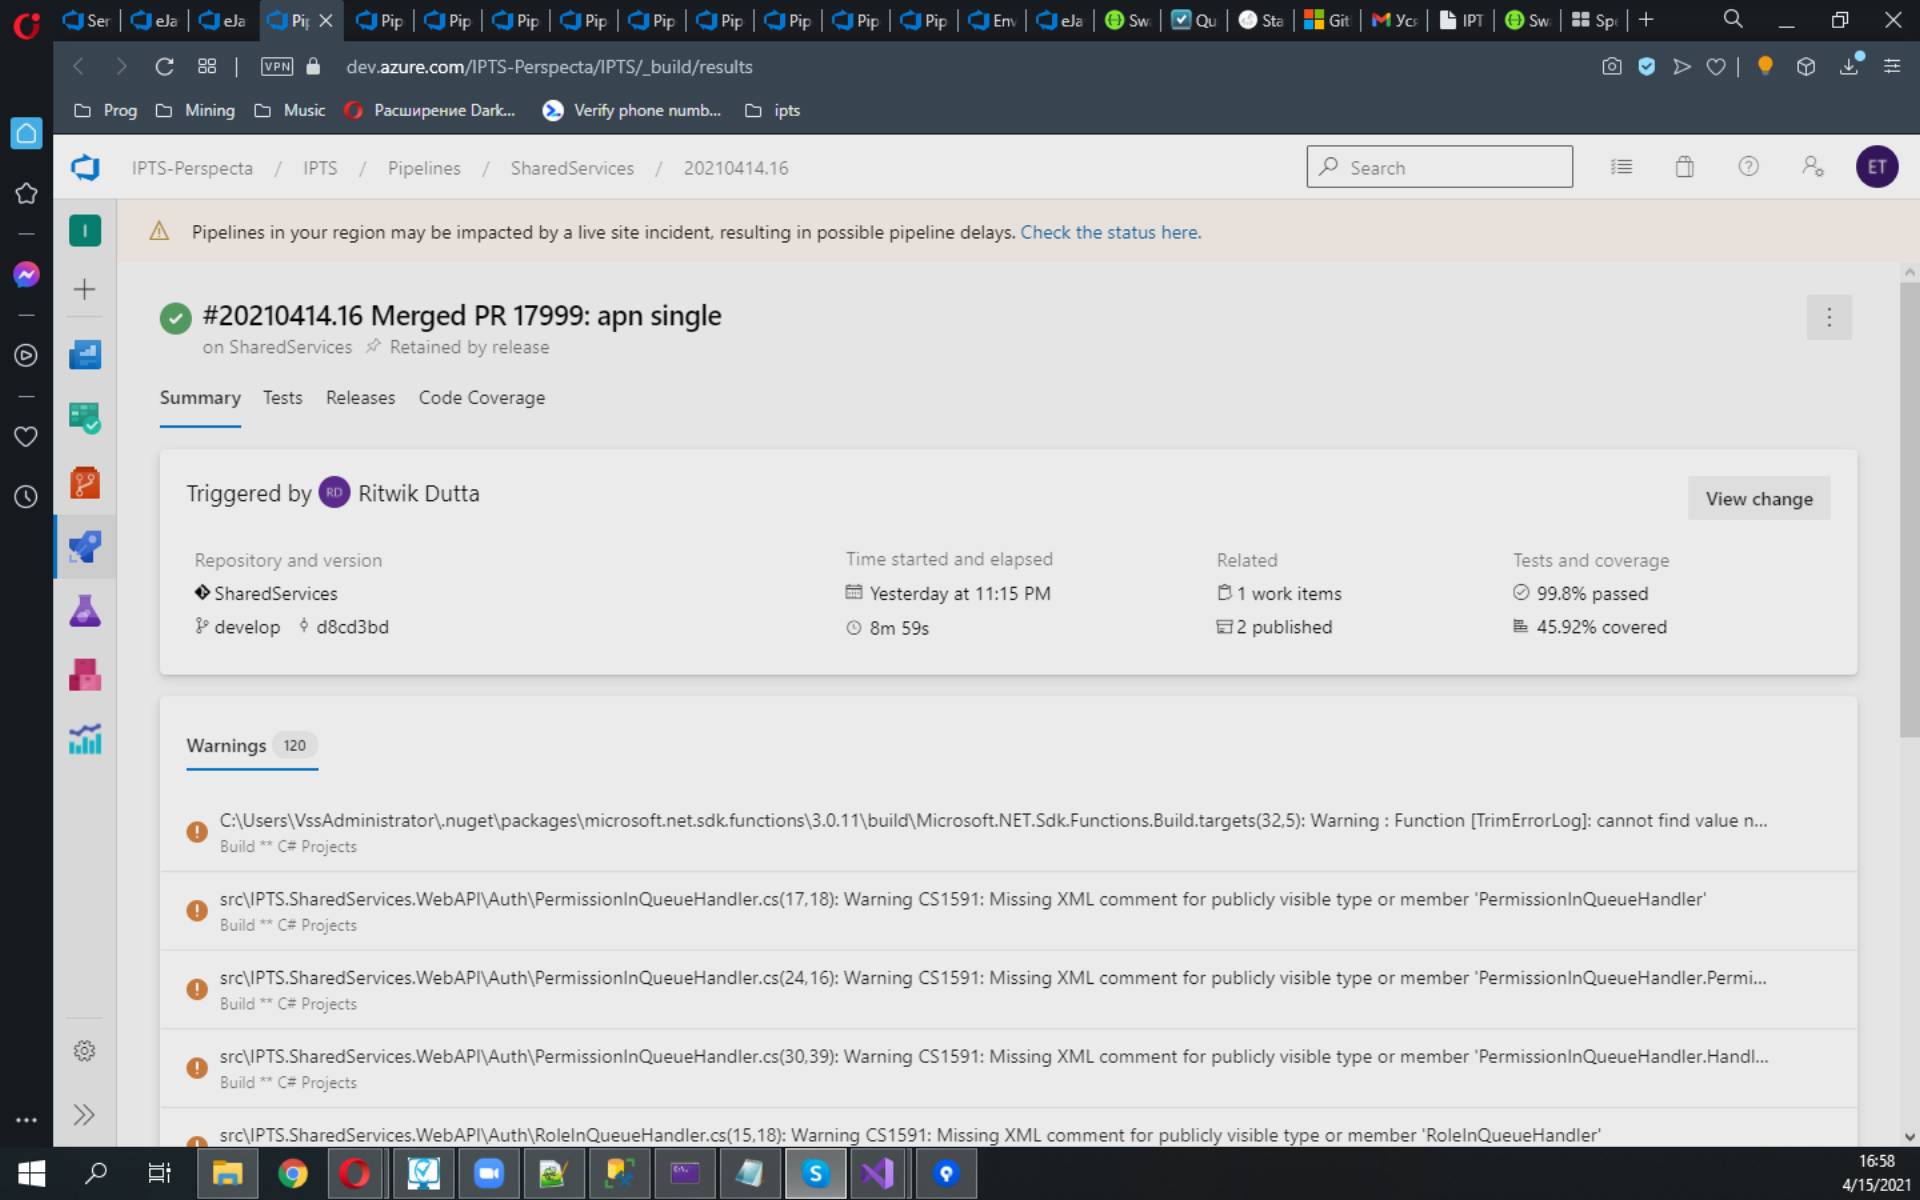 Ser
eJa
eJa
Pip
Pip
Pip
Pip
Pip
Pip
Pip
Pip
Pip
Pip
Env
eJa
Sw
Qu
Sta
Git
Уся
IPT
Sw
Spe
VPN
dev.azure.com/IPTS-Perspecta/IPTS/_build/results
Prog
Mining
Music
Расширение Dark...
Verify phone numb...
ipts
IPTS-Perspecta / IPTS / Pipelines / SharedServices / 20210414.16
Search
ET
I
Pipelines in your region may be impacted by a live site incident, resulting in possible pipeline delays. Check the status here.
#20210414.16 Merged PR 17999: apn single
on SharedServices Retained by release
Summary Tests Releases Code Coverage
Triggered by RD Ritwik Dutta
View change
Repository and version
SharedServices
develop d8cd3bd
Time started and elapsed
Yesterday at 11:15 PM
8m 59s
Related
1 work items
2 published
Tests and coverage
99.8% passed
45.92% covered
Warnings 120
C:\Users\VssAdministrator\.nuget\packages\microsoft.net.sdk.functions\3.0.11\build\Microsoft.NET.Sdk.Functions.Build.targets(32,5): Warning : Function [TrimErrorLog]: cannot find value n...
Build ** C# Projects
src\IPTS.SharedServices.WebAPI\Auth\PermissionInQueueHandler.cs(17,18): Warning CS1591: Missing XML comment for publicly visible type or member 'PermissionInQueueHandler'
Build ** C# Projects
src\IPTS.SharedServices.WebAPI\Auth\PermissionInQueueHandler.cs(24,16): Warning CS1591: Missing XML comment for publicly visible type or member 'PermissionInQueueHandler.Permi...
Build ** C# Projects
src\IPTS.SharedServices.WebAPI\Auth\PermissionInQueueHandler.cs(30,39): Warning CS1591: Missing XML comment for publicly visible type or member 'PermissionInQueueHandler.Handl...
Build ** C# Projects
src\IPTS.SharedServices.WebAPI\Auth\RoleInQueueHandler.cs(15,18): Warning CS1591: Missing XML comment for publicly visible type or member 'RoleInQueueHandler'
16:58
4/15/2021